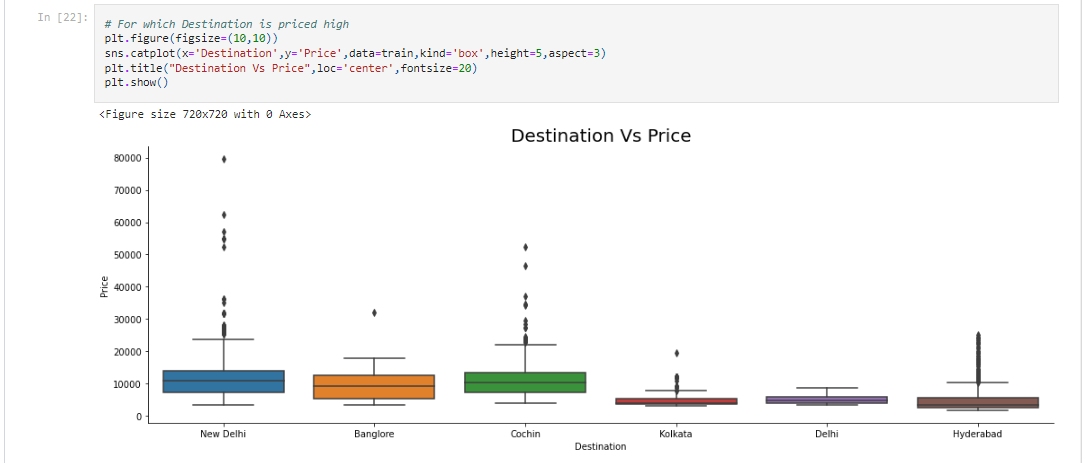 In [22]:
# For which Destination is priced high
plt.figure(figsize=(10,10))
sns.catplot(x='Destination',y='Price',data=train,kind='box',height=5,aspect=3)
plt.title("Destination Vs Price",loc='center',fontsize=20)
plt.show()
<Figure size 720x720 with 0 Axes>
Destination Vs Price
80000
70000
60000
50000
40000
30000
20000
10000
0
Price
New Delhi Banglore Cochin Kolkata Delhi Hyderabad
Destination